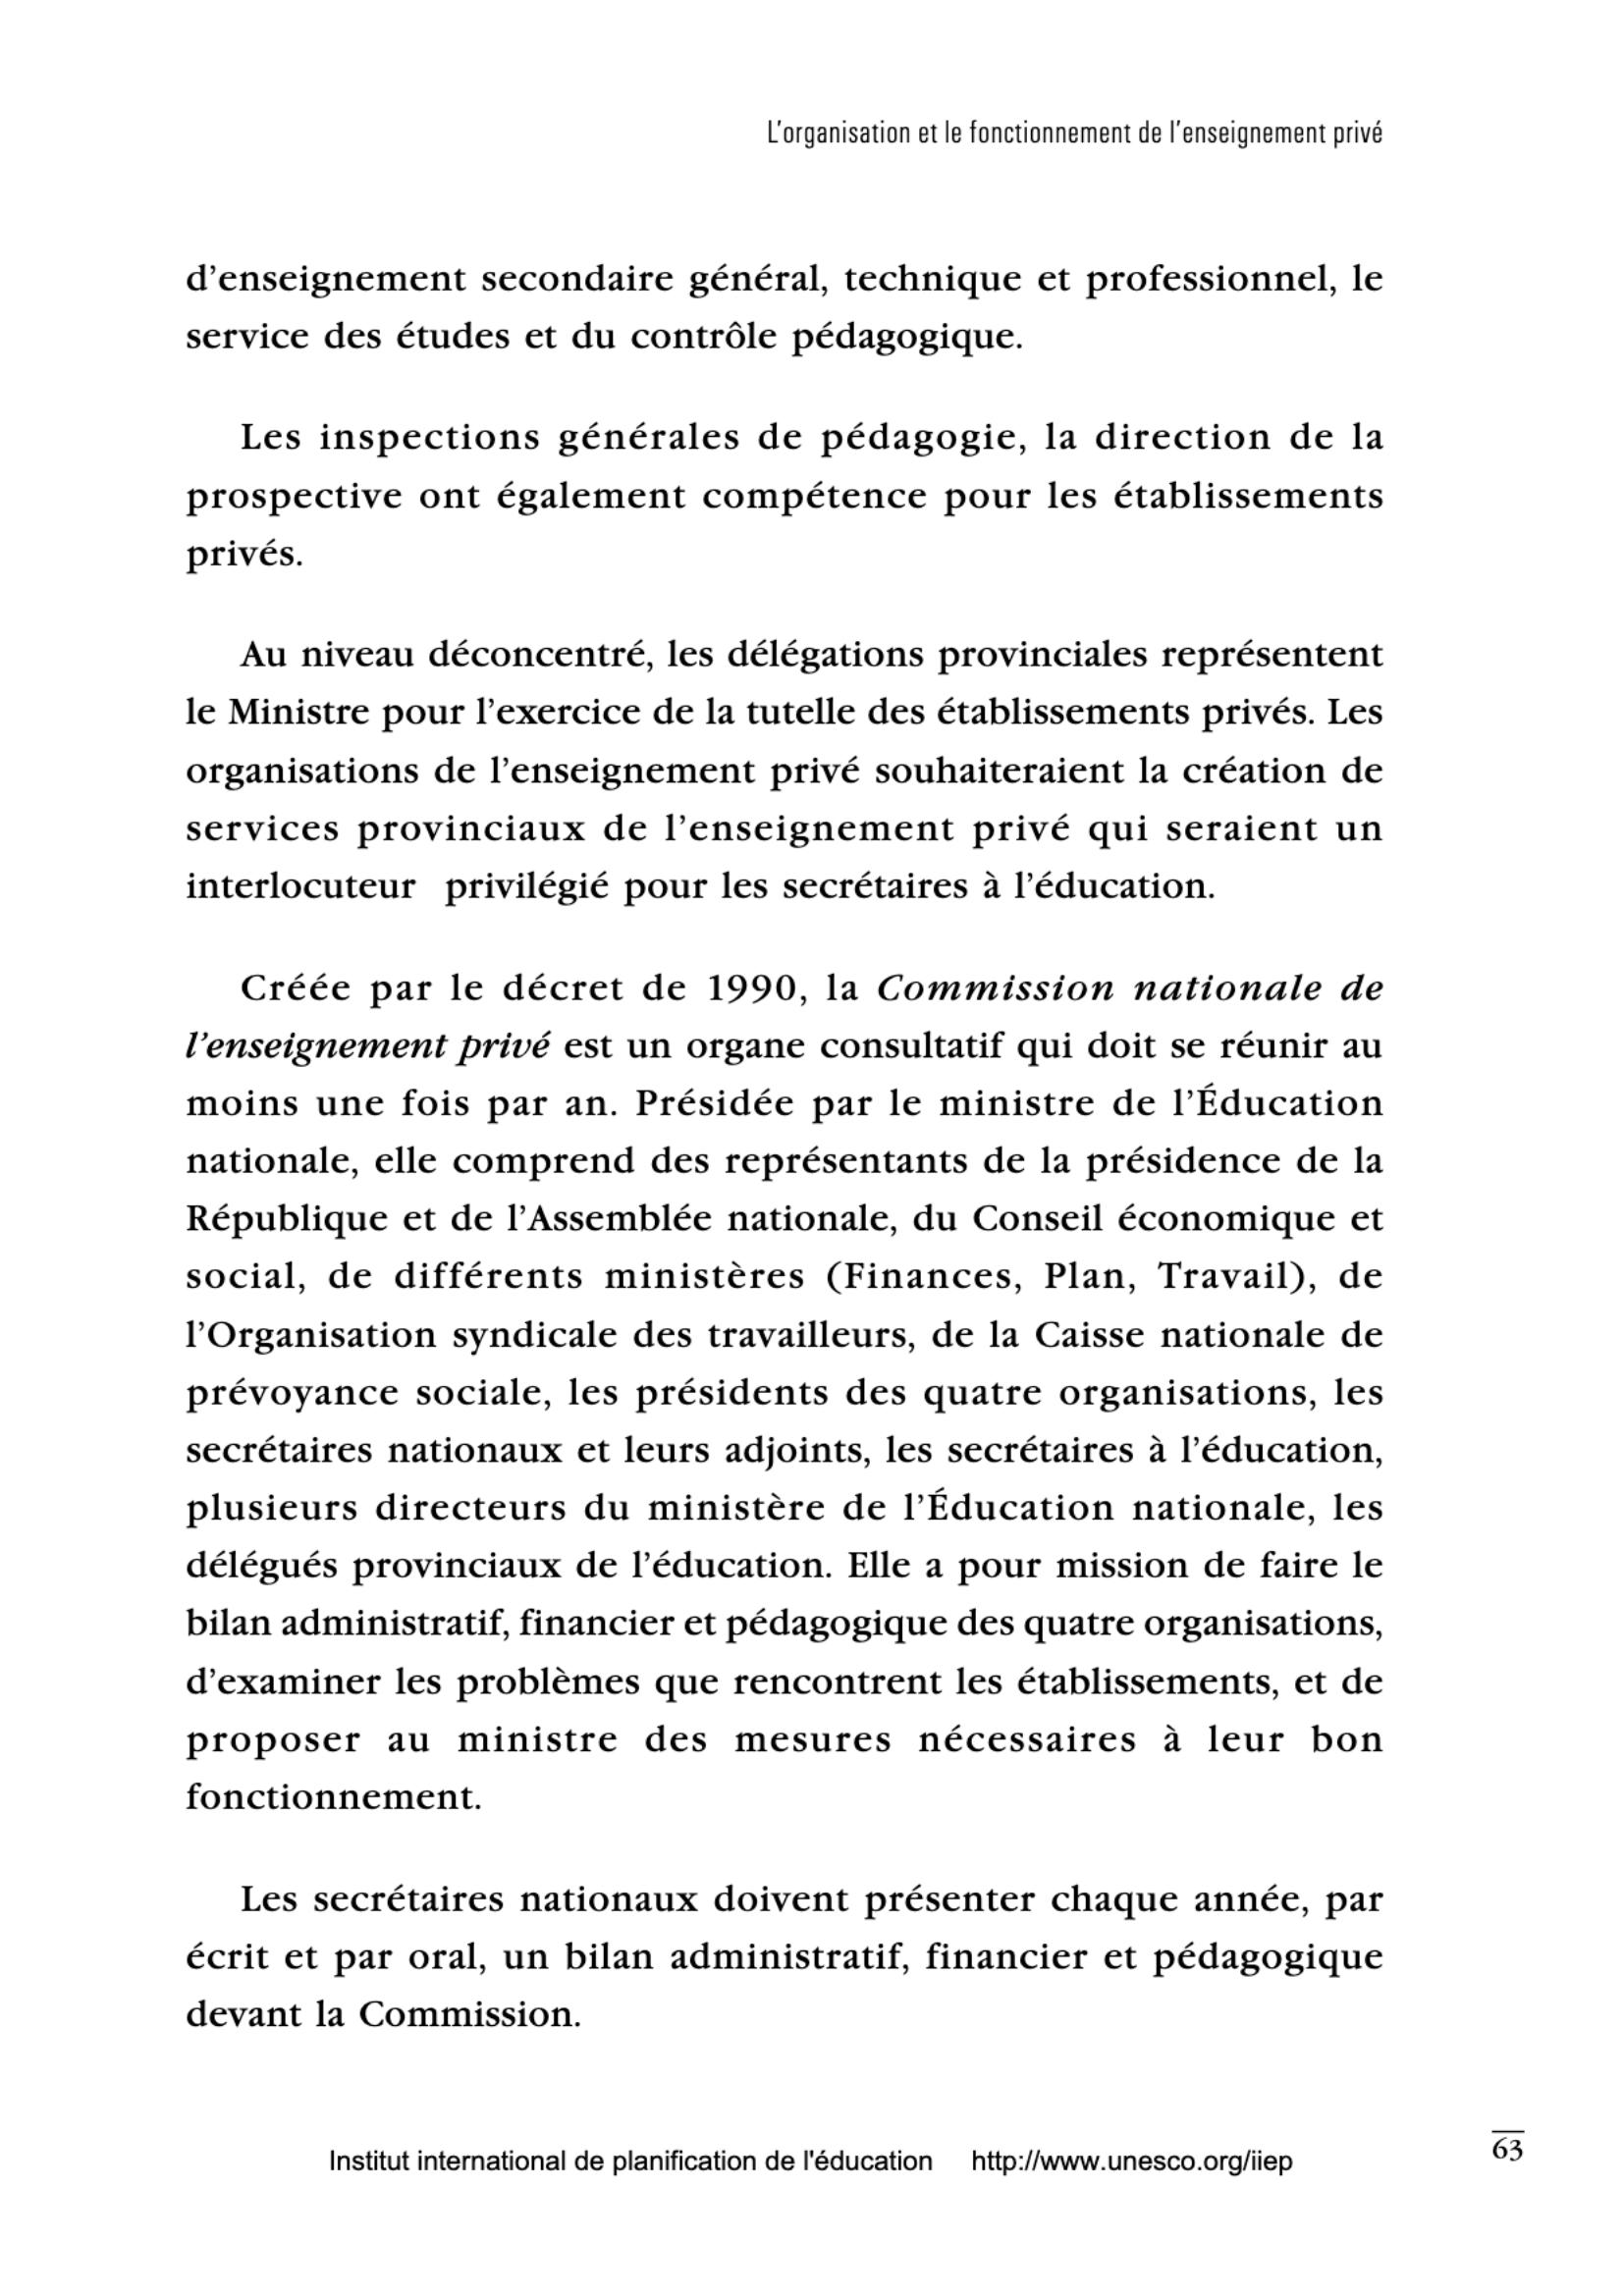 L'organisation et le fonctionnement de l'enseignement privé
d'enseignement secondaire général, technique et professionnel, le
service des études et du contrôle pédagogique.
Les inspections générales de pédagogie, la direction de la
prospective ont également compétence pour les établissements
privés.
Au niveau déconcentré, les délégations provinciales représentent
le Ministre pour l'exercice de la tutelle des établissements privés. Les
organisations de l'enseignement privé souhaiteraient la création de
services provinciaux de l'enseignement privé qui seraient un
interlocuteur privilégié pour les secrétaires à l'éducation.
Créée par le décret de 1990, la Commission nationale de
l'enseignement privé est un organe consultatif qui doit se réunir au
moins une fois par an. Présidée par le ministre de l'Éducation
nationale, elle comprend des représentants de la présidence de la
République et de l'Assemblée nationale, du Conseil économique et
social, de différents ministères (Finances, Plan, Travail), de
l'Organisation syndicale des travailleurs, de la Caisse nationale de
prévoyance sociale, les présidents des quatre organisations, les
secrétaires nationaux et leurs adjoints, les secrétaires à l'éducation,
plusieurs directeurs du ministère de l'Éducation nationale, les
délégués provinciaux de l'éducation. Elle a pour mission de faire le
bilan administratif, financier et pédagogique des quatre organisations,
d'examiner les problèmes que rencontrent les établissements, et de
proposer au ministre des mesures nécessaires à leur bon
fonctionnement.
Les secrétaires nationaux doivent présenter chaque année, par
écrit et par oral, un bilan administratif, financier et pédagogique
devant la Commission.
63
Institut international de planification de l'éducation http://www.unesco.org/iiep